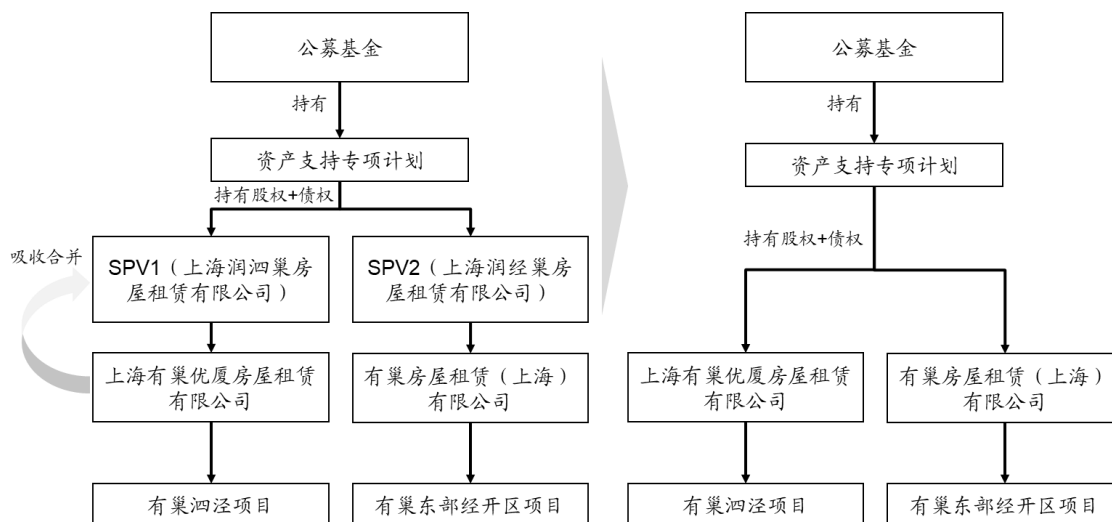 公募基金
持有
资产支持专项计划
持有股权+债权
吸收合并
SPV1（上海润泗巢房
屋租赁有限公司）
SPV2（上海润经巢房
屋租赁有限公司）
上海有巢优厦房屋租赁
有限公司
有巢房屋租赁（上海）
有限公司
有巢泗泾项目
有巢东部经开区项目
公募基金
持有
资产支持专项计划
持有股权+债权
上海有巢优厦房屋租赁
有限公司
有巢房屋租赁（上海）
有限公司
有巢泗泾项目
有巢东部经开区项目